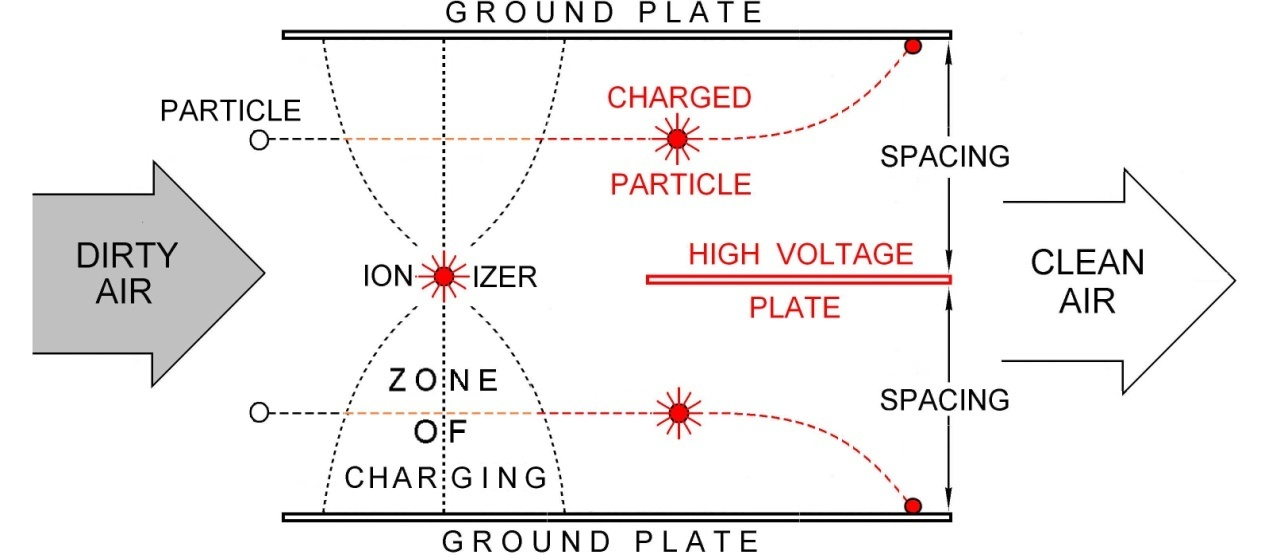 GROUND PLATE
PARTICLE
CHARGED
PARTICLE
SPACING
DIRTY
AIR
ION IZER
HIGH VOLTAGE
PLATE
CLEAN
AIR
ZONE
OF
CHARGING
SPACING
GROUND PLATE